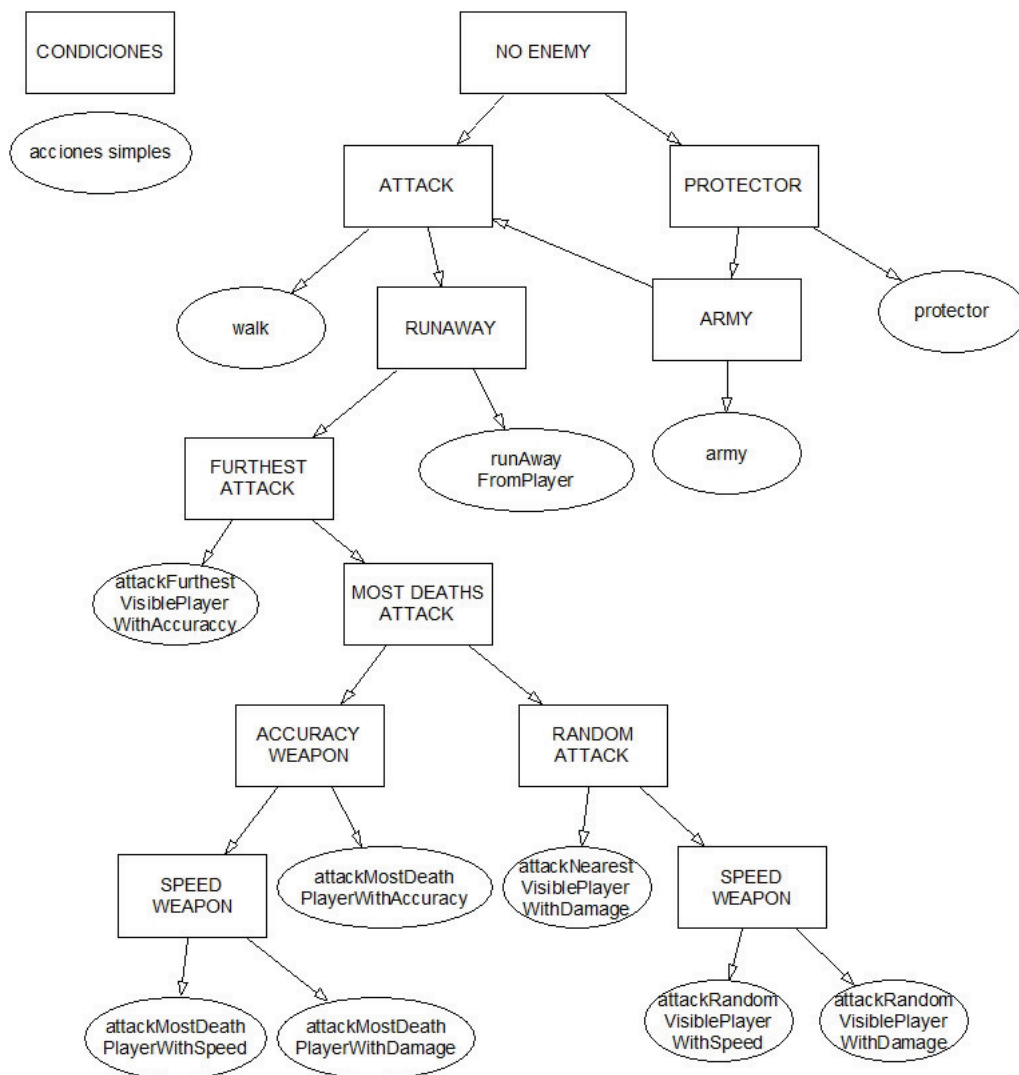 CONDICIONES
NO ENEMY
acciones simples
ATTACK
PROTECTOR
walk
RUNAWAY
ARMY
protector
FURTHEST
ATTACK
runAway
FromPlayer
army
attackFurthest
VisiblePlayer
WithAccuraccy
MOST DEATHS
ATTACK
ACCURACY
WEAPON
RANDOM
ATTACK
SPEED
WEAPON
attackMostDeath
PlayerWithAccuracy
attackNearest
VisiblePlayer
WithDamage
SPEED
WEAPON
attackMostDeath
PlayerWithSpeed
attackMostDeath
PlayerWithDamage
attackRandom
VisiblePlayer
WithSpeed
attackRandom
VisiblePlayer
WithDamage